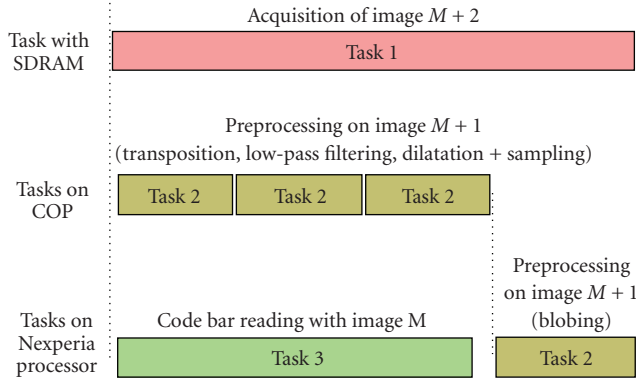 Acquisition of image M + 2
Task with
SDRAM
Task 1
Preprocessing on image M + 1
(transposition, low-pass filtering, dilatation + sampling)
Tasks on
COP
Task 2
Task 2
Task 2
Preprocessing
on image M + 1
(blobing)
Tasks on
Nexperia
processor
Code bar reading with image M
Task 3
Task 2